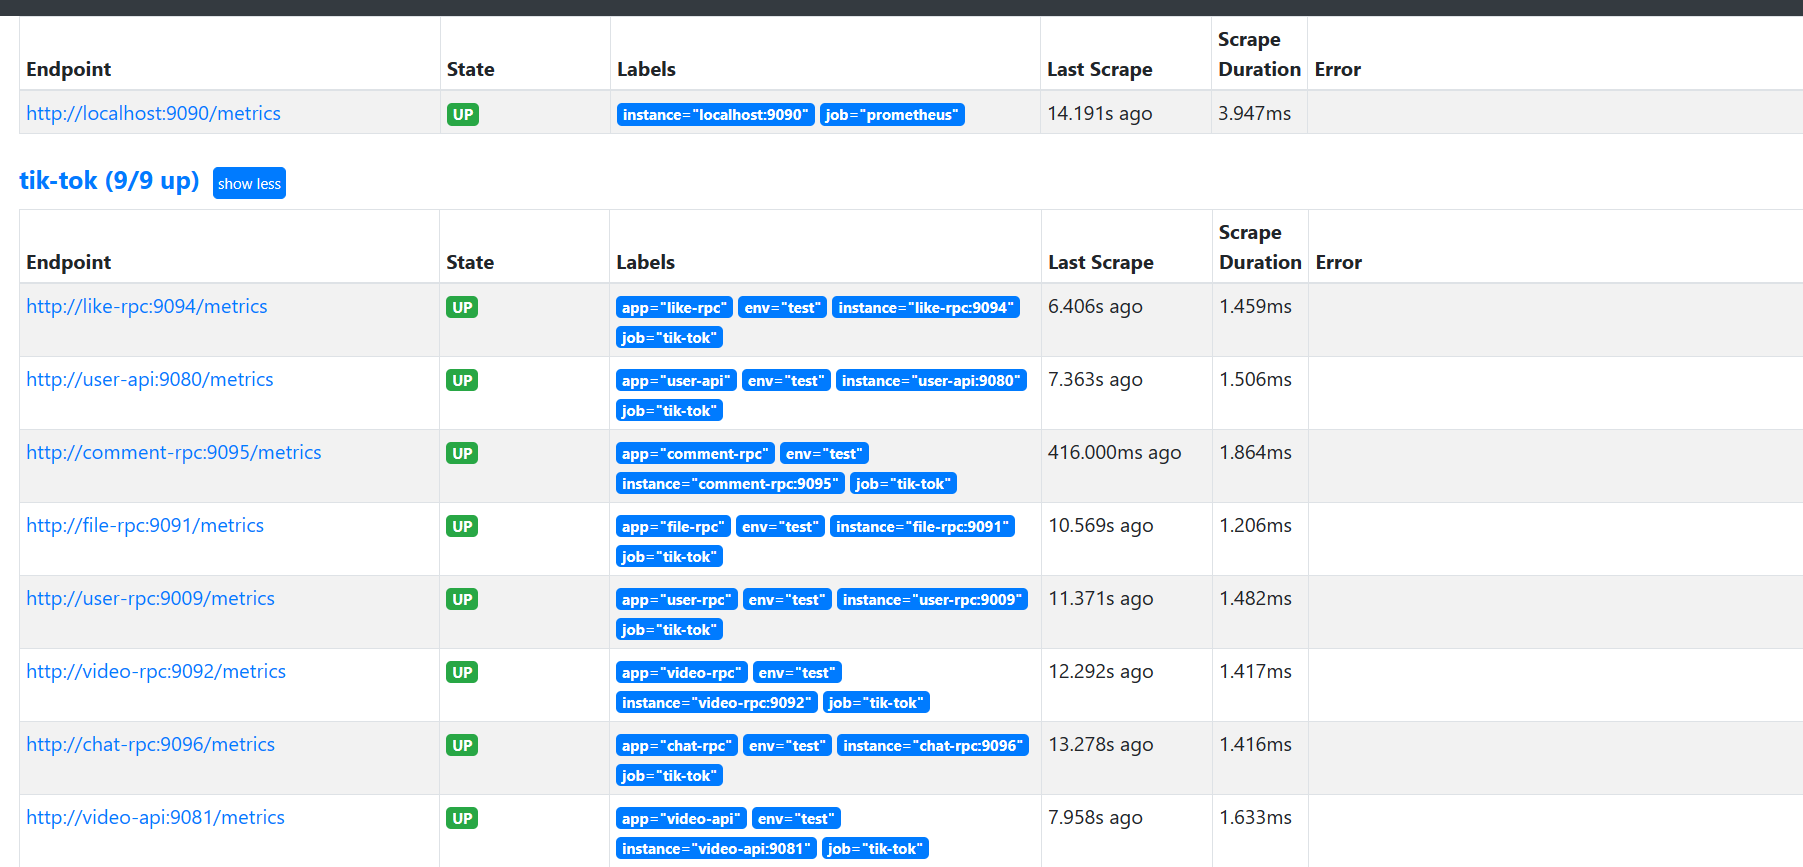 Endpoint State Labels Last Scrape Scrape Duration Error
http://localhost:9090/metrics UP instance="localhost:9090" job="prometheus" 14.191s ago 3.947ms
tik-tok (9/9 up) show less
Endpoint State Labels Last Scrape Scrape Duration Error
http://like-rpc:9094/metrics UP app="like-rpc" env="test" instance="like-rpc:9094" 6.406s ago 1.459ms
job="tik-tok"
http://user-api:9080/metrics UP app="user-api" env="test" instance="user-api:9080" 7.363s ago 1.506ms
job="tik-tok"
http://comment-rpc:9095/metrics UP app="comment-rpc" env="test" 416.000ms ago 1.864ms
instance="comment-rpc:9095" job="tik-tok"
http://file-rpc:9091/metrics UP app="file-rpc" env="test" instance="file-rpc:9091" 10.569s ago 1.206ms
job="tik-tok"
http://user-rpc:9009/metrics UP app="user-rpc" env="test" instance="user-rpc:9009" 11.371s ago 1.482ms
job="tik-tok"
http://video-rpc:9092/metrics UP app="video-rpc" env="test" 12.292s ago 1.417ms
instance="video-rpc:9092" job="tik-tok"
http://chat-rpc:9096/metrics UP app="chat-rpc" env="test" instance="chat-rpc:9096" 13.278s ago 1.416ms
job="tik-tok"
http://video-api:9081/metrics UP app="video-api" env="test" 7.958s ago 1.633ms
instance="video-api:9081" job="tik-tok"